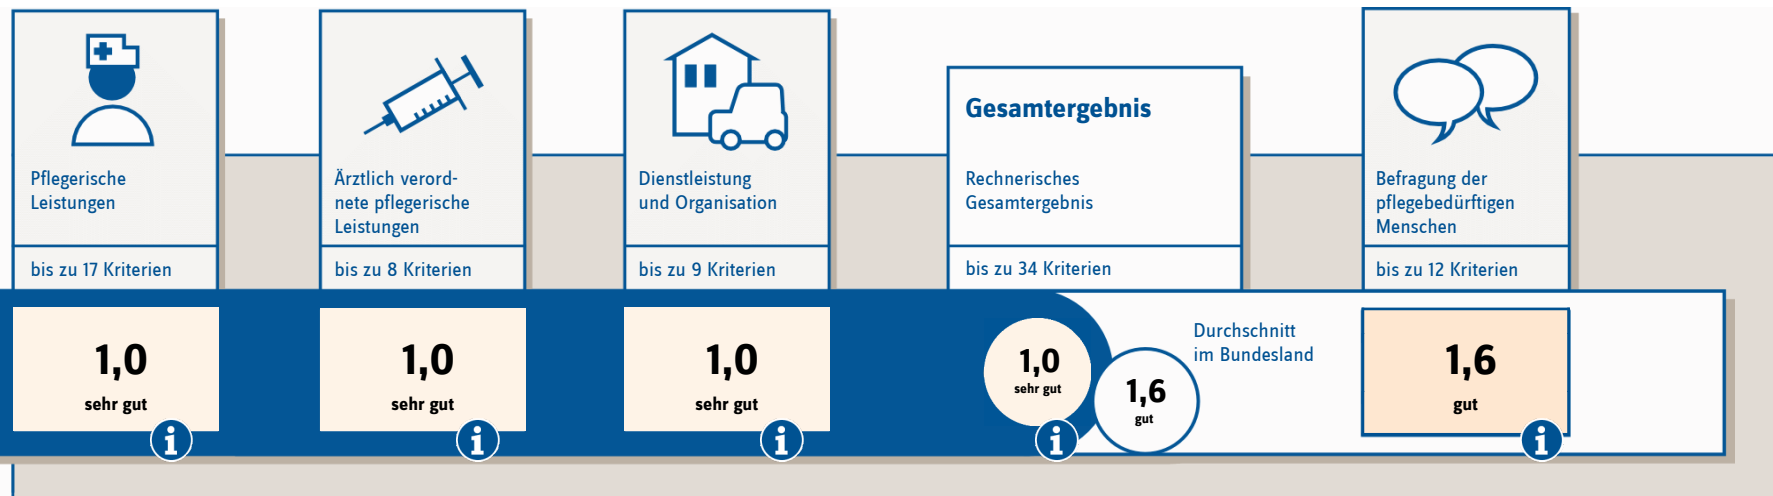 Pflegerische
Leistungen
bis zu 17 Kriterien
1,0
sehr gut
i
Ärztlich verord-
nete pflegerische
Leistungen
bis zu 8 Kriterien
1,0
sehr gut
i
Dienstleistung
und Organisation
bis zu 9 Kriterien
1,0
sehr gut
i
Gesamtergebnis
Rechnerisches
Gesamtergebnis
bis zu 34 Kriterien
1,0
sehr gut
i
1,6
gut
Durchschnitt
im Bundesland
Befragung der
pflegebedürftigen
Menschen
bis zu 12 Kriterien
1,6
gut
i